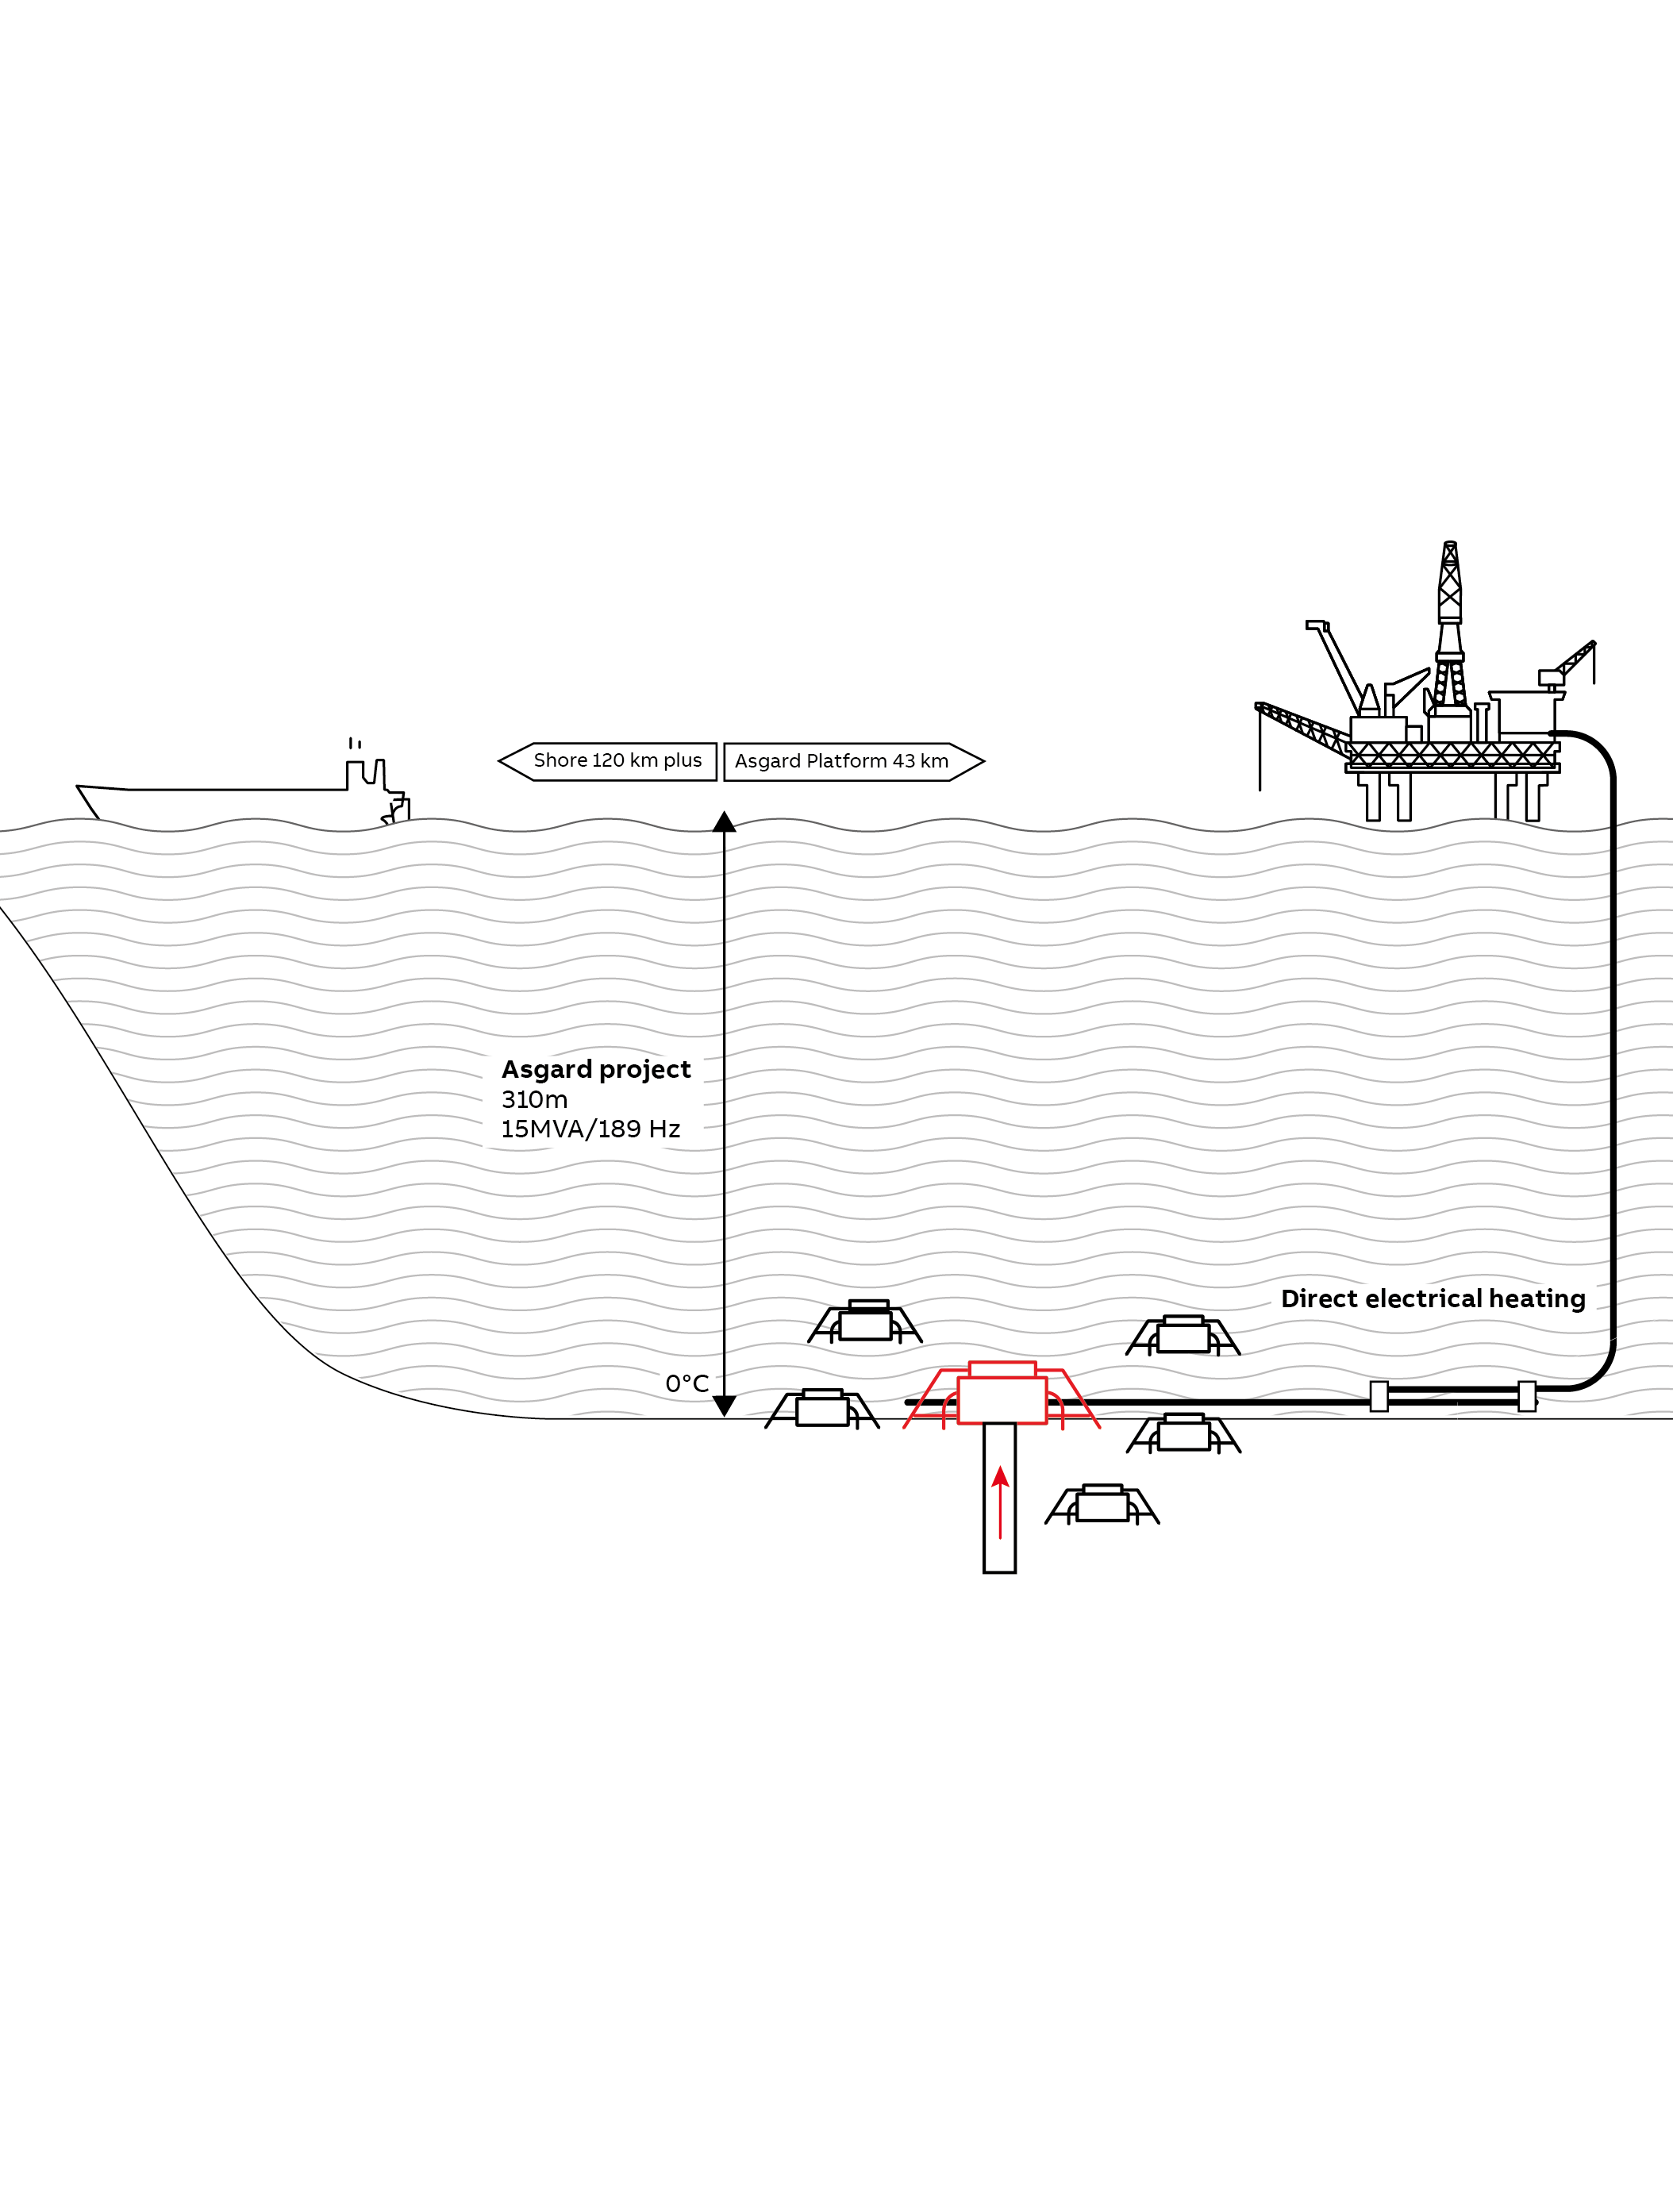 Shore 120 km plus
Asgard Platform 43 km
Asgard project
310m
15MVA/189 Hz
Direct electrical heating
0°C